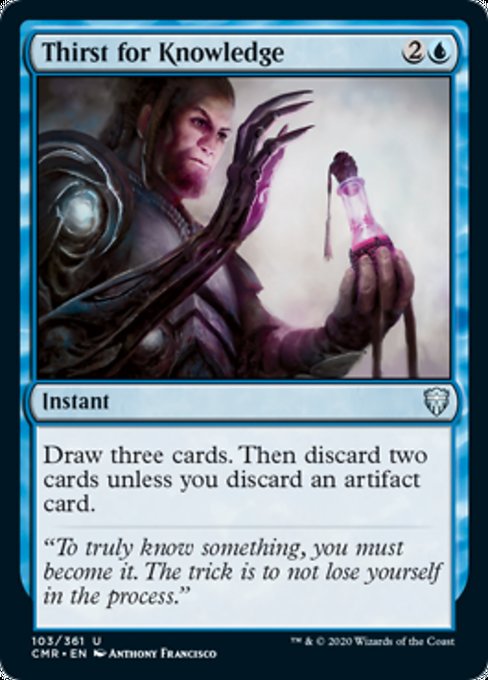 Thirst for Knowledge 2
Instant
Draw three cards. Then discard two
cards unless you discard an artifact
card.
“To truly know something, you must
become it. The trick is to not lose yourself
in the process.”
103/361 U
™ & © 2020 Wizards of the Coast
CMR • EN Anthony Francisco